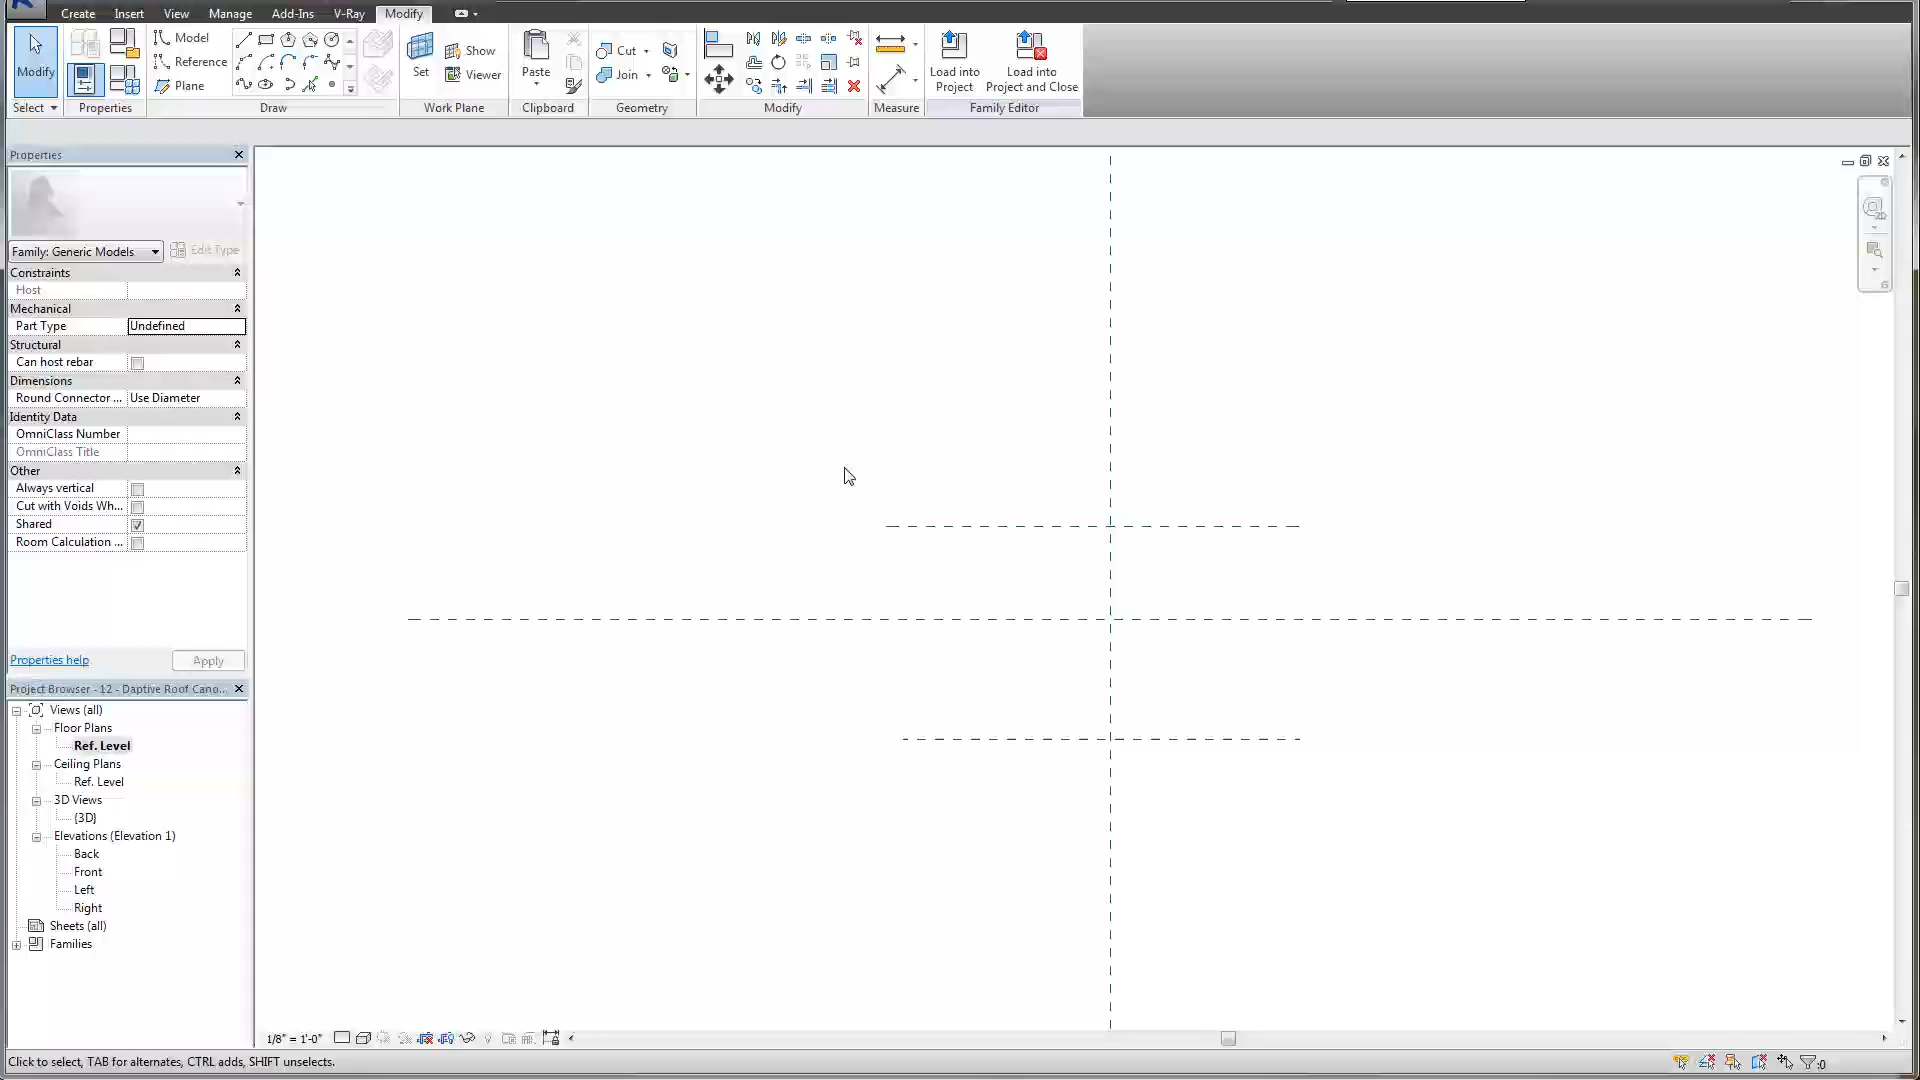 Create Insert View Manage Add-Ins V-Ray Modify
Modify
Model
Reference
Plane
Set
Show
Viewer
Paste
Cut
Join
Load into Project
Load into Project and Close
Select Properties Draw Work Plane Clipboard Geometry Modify Measure Family Editor
Properties
Family: Generic Models Edit Type
Constraints
Host
Mechanical
Part Type Undefined
Structural
Can host rebar
Dimensions
Round Connector ... Use Diameter
Identity Data
OmniClass Number
OmniClass Title
Other
Always vertical
Cut with Voids Wh...
Shared
Room Calculation ...
Properties help Apply
Project Browser - 12 - Daptive Roof Cano...
Views (all)
Floor Plans
Ref. Level
Ceiling Plans
Ref. Level
3D Views
{3D}
Elevations (Elevation 1)
Back
Front
Left
Right
Sheets (all)
Families
2D
1/8" = 1'-0"
Click to select, TAB for alternates, CTRL adds, SHIFT unselects.
:0